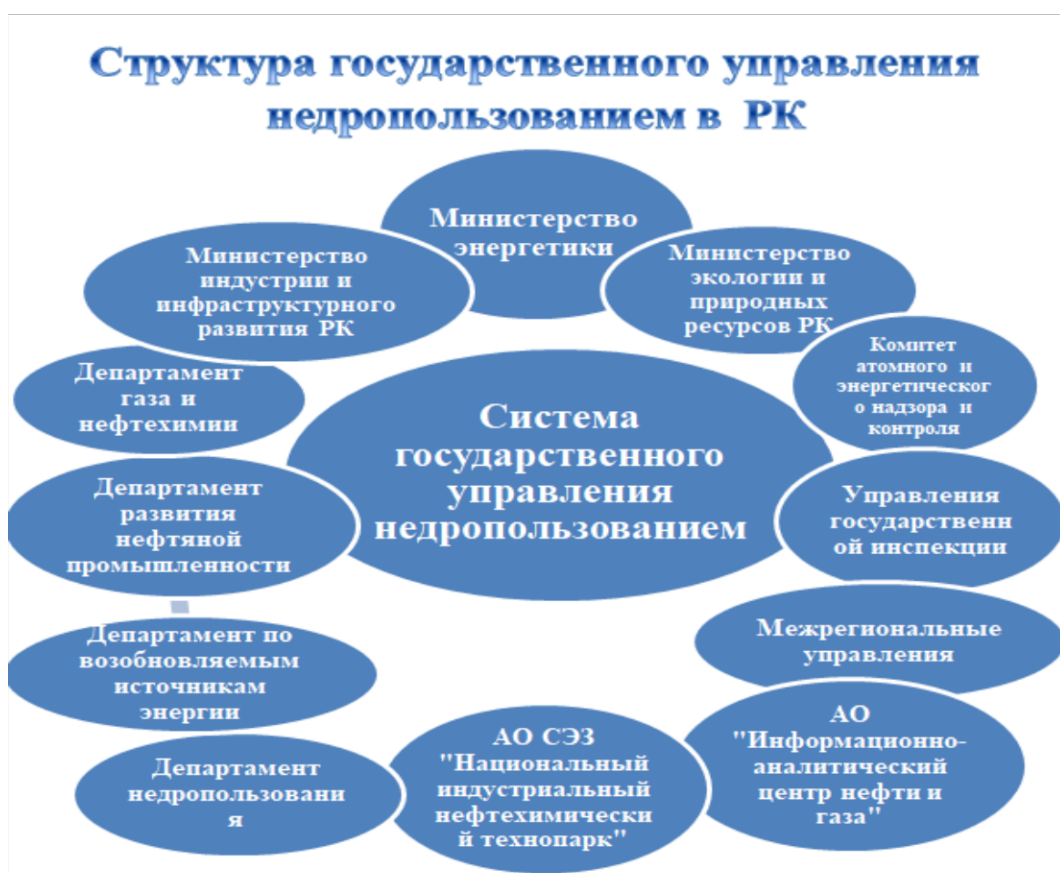 Структура государственного управления
недропользованием в РК
Министерство
энергетики
Министерство
индустрии и
инфраструктурного
развития РК
Министерство
экологии и
природных
ресурсов РК
Комитет
атомного и
энергетическог
о надзора и
контроля
Департамент
газа и
нефтехимии
Система
государственного
управления
недропользованием
Департамент
развития
нефтяной
промышленности
Управления
государственн
ой инспекции
Департамент по
возобновляемым
источникам
энергии
Межрегиональные
управления
Департамент
недропользовани
я
АО СЭЗ
"Национальный
индустриальный
нефтехимически
й технопарк"
АО
"Информационно-
аналитический
центр нефти и
газа"